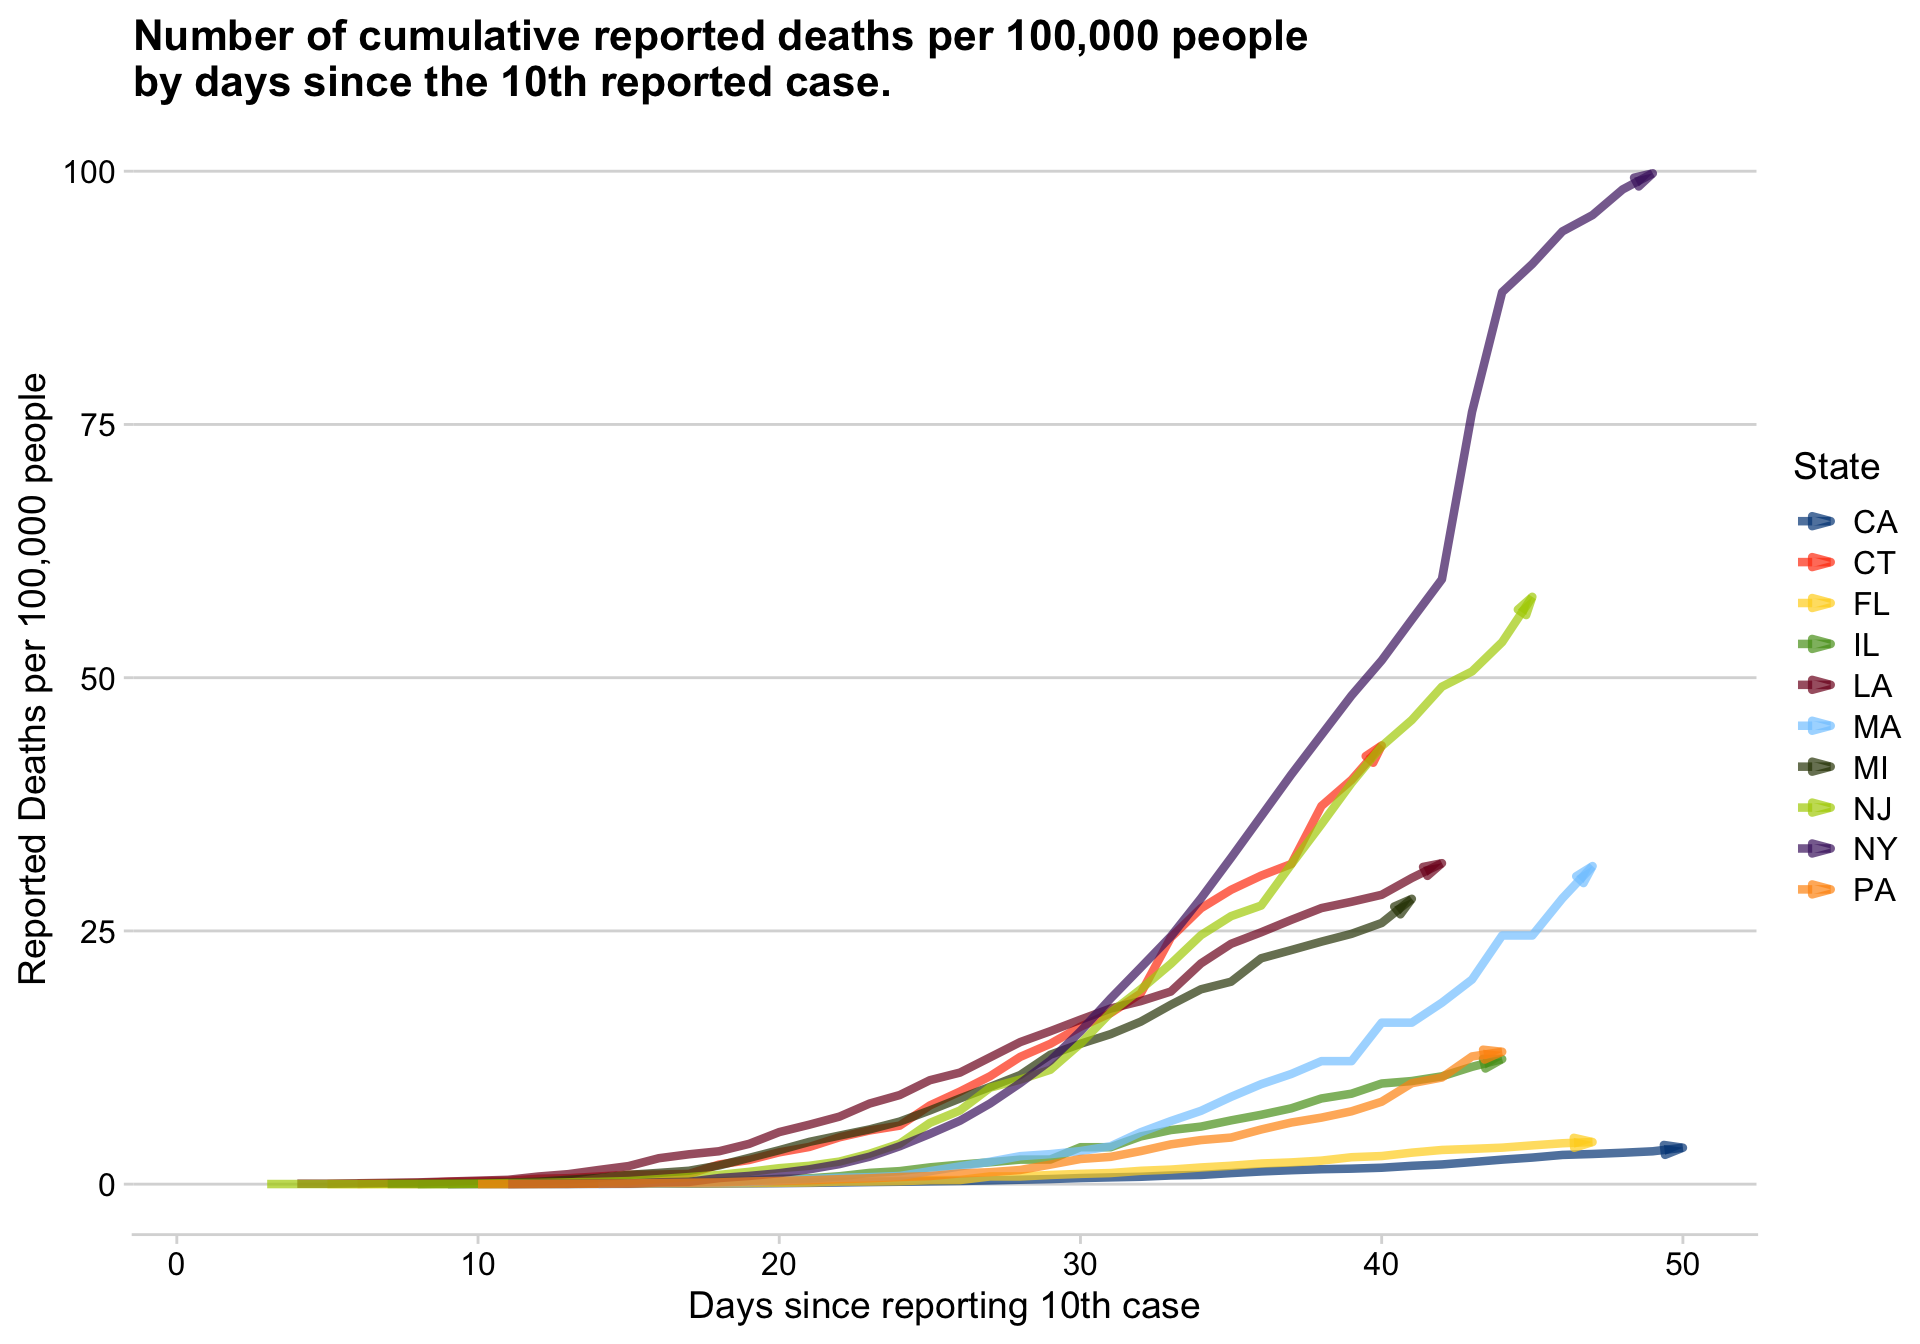 Number of cumulative reported deaths per 100,000 people
by days since the 10th reported case.
Reported Deaths per 100,000 people
100
75
50
25
0
0
10
20
30
40
50
Days since reporting 10th case
State
CA
CT
FL
IL
LA
MA
MI
NJ
NY
PA